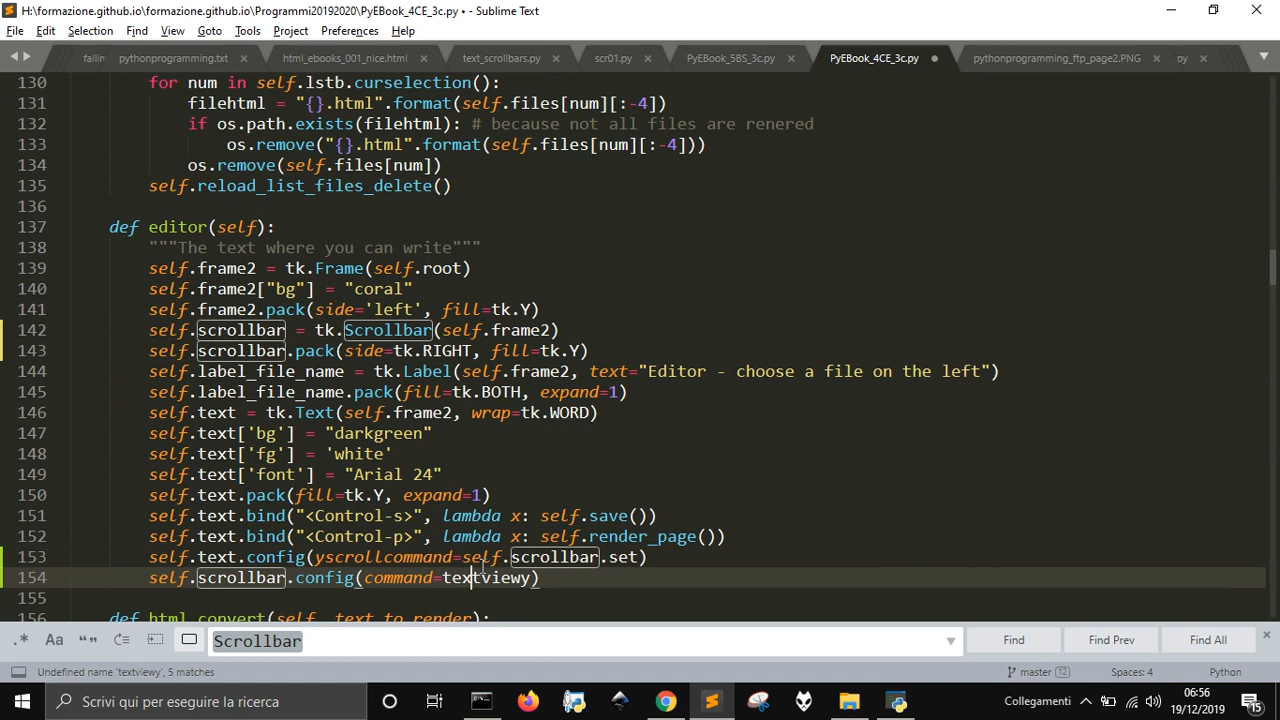 H:\formazione.github.io\formazione.github.io\Programmi20192020\PyEBook_4CE_3c.py • - Sublime Text
File Edit Selection Find View Goto Tools Project Preferences Help
fallin pythonprogramming.txt html_ebooks_001_nice.html text_scrollbars.py scr01.py PyEBook_5BS_3c.py PyEBook_4CE_3c.py pythonprogramming_ftp_page2.PNG py
130 for num in self.lstb.curselection():
131 filehtml = "{}.html".format(self.files[num][:-4])
132 if os.path.exists(filehtml): # because not all files are renered
133 os.remove("{}.html".format(self.files[num][:-4]))
134 os.remove(self.files[num])
135 self.reload_list_files_delete()
136
137 def editor(self):
138 """The text where you can write"""
139 self.frame2 = tk.Frame(self.root)
140 self.frame2["bg"] = "coral"
141 self.frame2.pack(side='left', fill=tk.Y)
142 self.scrollbar = tk.Scrollbar(self.frame2)
143 self.scrollbar.pack(side=tk.RIGHT, fill=tk.Y)
144 self.label_file_name = tk.Label(self.frame2, text="Editor - choose a file on the left")
145 self.label_file_name.pack(fill=tk.BOTH, expand=1)
146 self.text = tk.Text(self.frame2, wrap=tk.WORD)
147 self.text['bg'] = "darkgreen"
148 self.text['fg'] = 'white'
149 self.text['font'] = "Arial 24"
150 self.text.pack(fill=tk.Y, expand=1)
151 self.text.bind("<Control-s>", lambda x: self.save())
152 self.text.bind("<Control-p>", lambda x: self.render_page())
153 self.text.config(yscrollcommand=self.scrollbar.set)
154 self.scrollbar.config(command=textviewy)
155
156 def html_convert(self, text_to_render):
.* Aa “” Scrollbar Find Find Prev Find All
Undefined name 'textviewy', 5 matches master 12 Spaces: 4 Python
Scrivi qui per eseguire la ricerca Collegamenti 06:56
19/12/2019 15